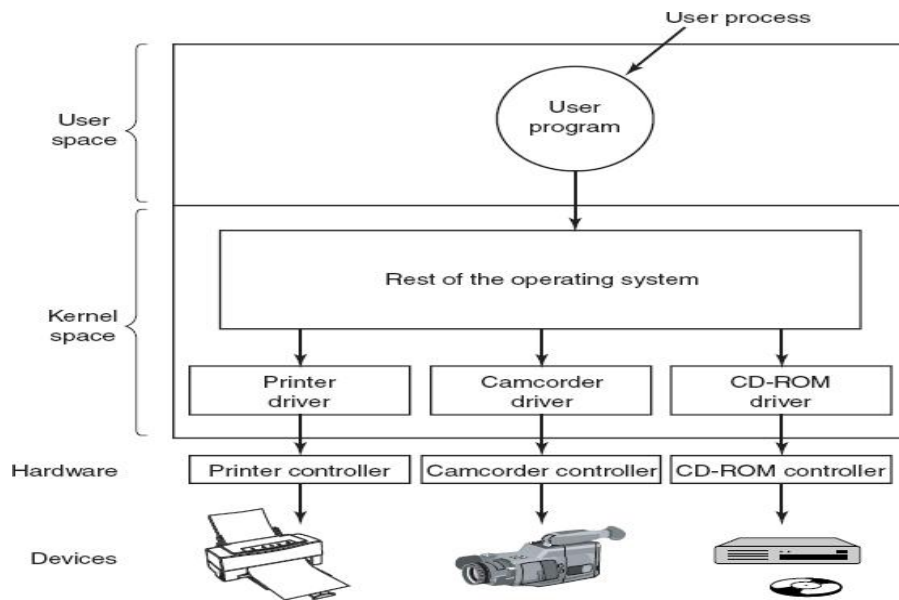 User process
User
space
User
program
Kernel
space
Rest of the operating system
Printer
driver
Camcorder
driver
CD-ROM
driver
Hardware
Printer controller
Camcorder controller
CD-ROM controller
Devices